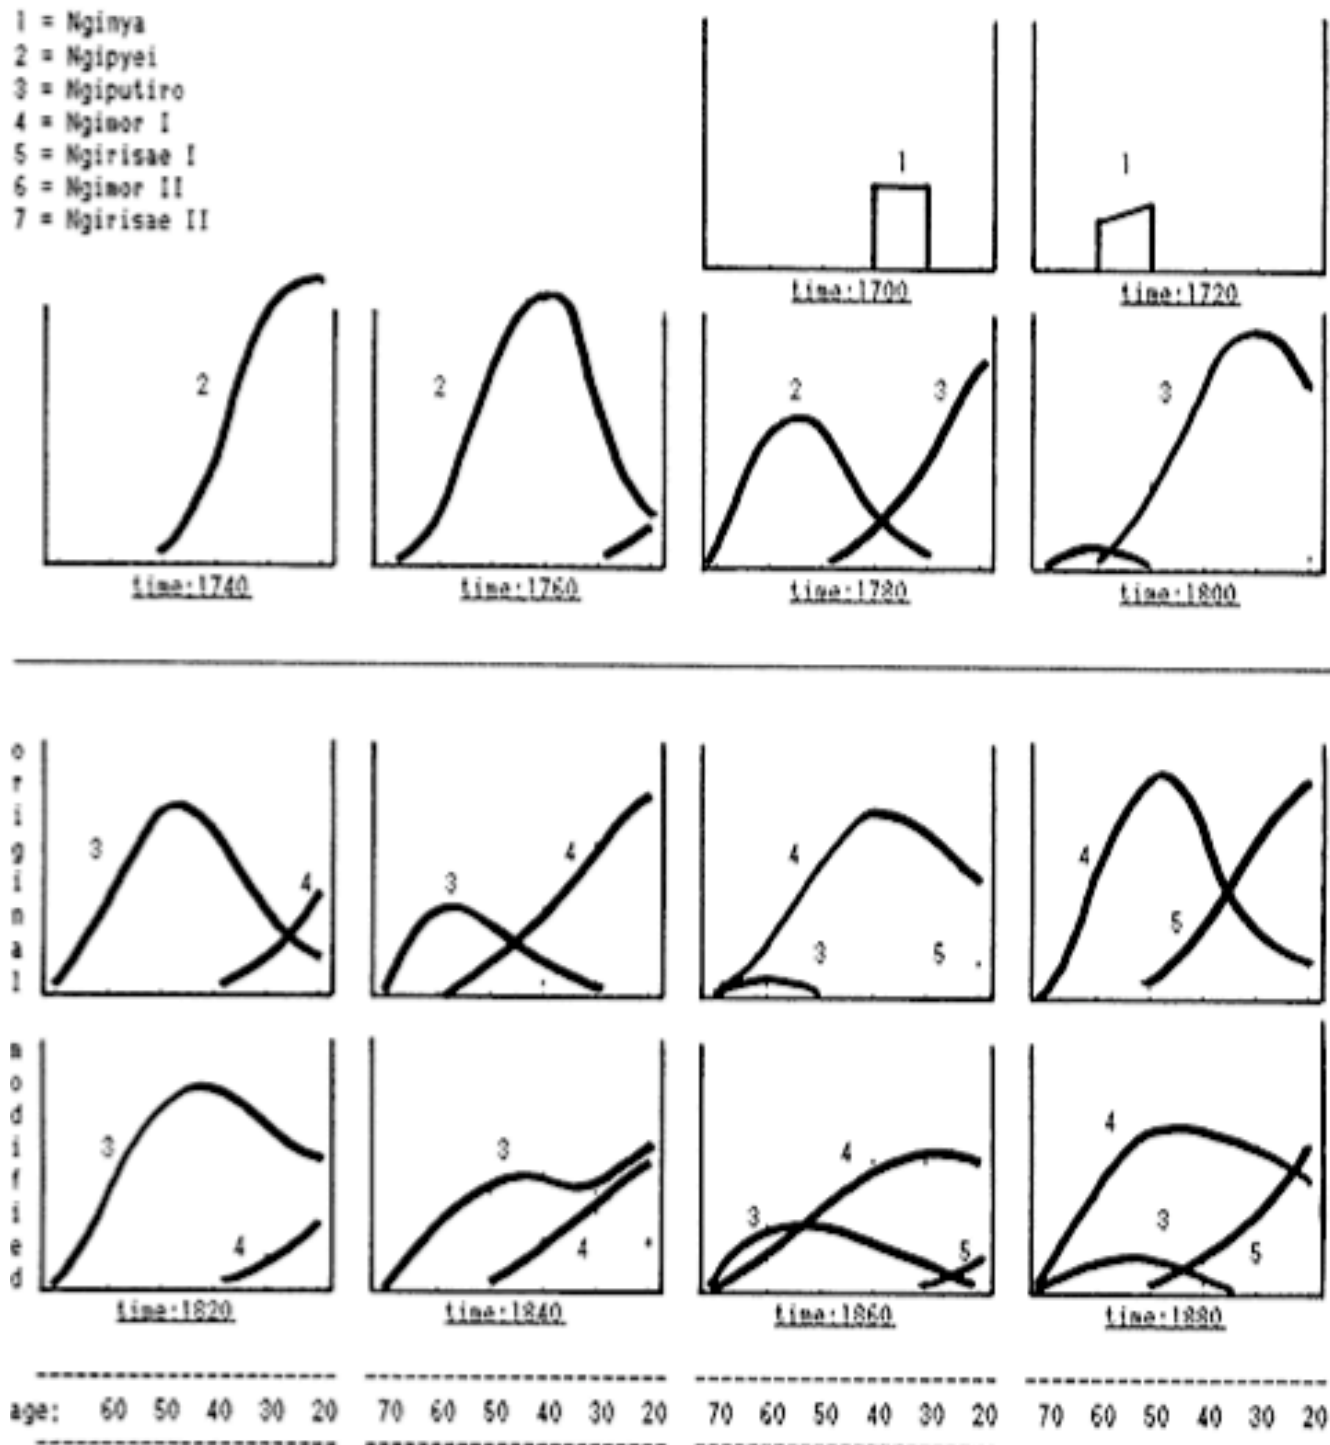 1 = Nginya
2 = Ngipyei
3 = Ngiputiro
4 = Ngimor I
5 = Ngirisae I
6 = Ngimor II
7 = Ngirisae II
1
1
time:1700
time:1720
2
2
2
3
3
time:1740
time:1760
time:1780
time:1800
original
3
4
3
4
4
3
5
4
5
modified
3
4
3
4
3
4
5
4
3
5
time:1820
time:1840
time:1860
time:1880
age: 60 50 40 30 20 70 60 50 40 30 20 70 60 50 40 30 20 70 60 50 40 30 20